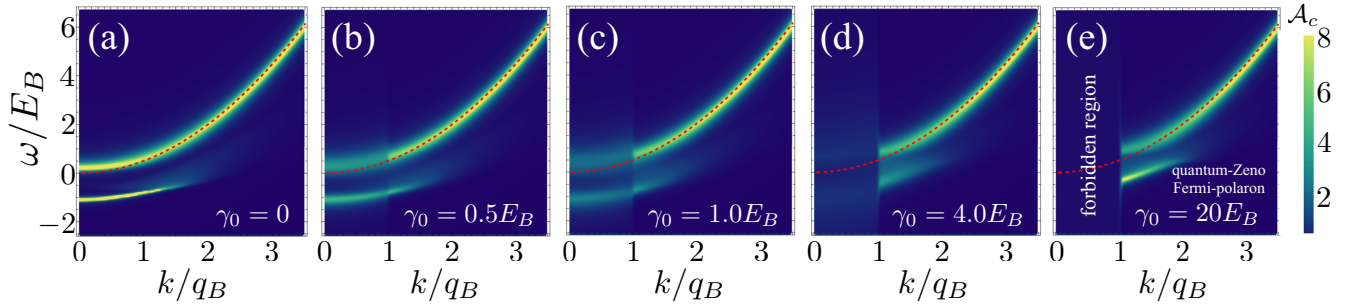 (a) (b) (c) (d) (e)
𝒜_c
ω/E_B
6
4
2
0
−2
8
6
4
2
forbidden region
quantum-Zeno
Fermi-polaron
γ_0 = 0
γ_0 = 0.5E_B
γ_0 = 1.0E_B
γ_0 = 4.0E_B
γ_0 = 20E_B
0 1 2 3 0 1 2 3 0 1 2 3 0 1 2 3 0 1 2 3
k/q_B k/q_B k/q_B k/q_B k/q_B